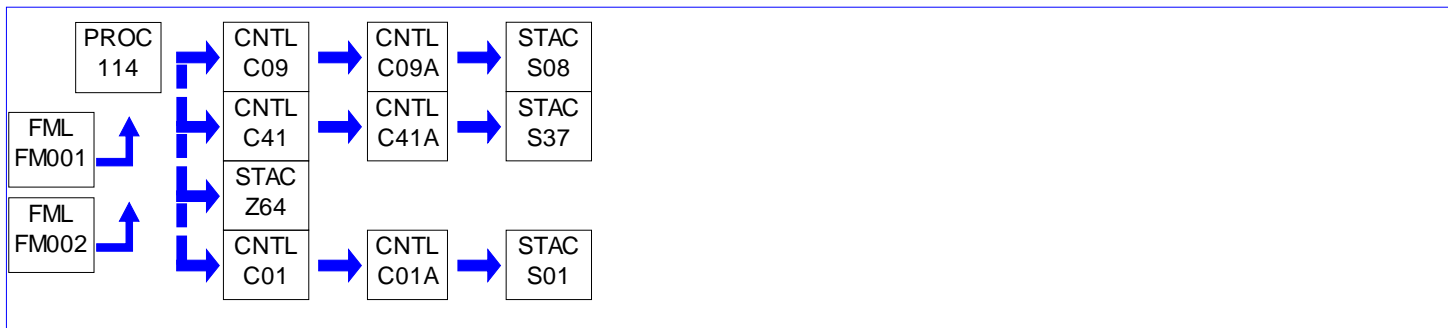 PROC
114
CNTL
C09
CNTL
C09A
STAC
S08
CNTL
C41
CNTL
C41A
STAC
S37
FML
FM001
STAC
Z64
FML
FM002
CNTL
C01
CNTL
C01A
STAC
S01